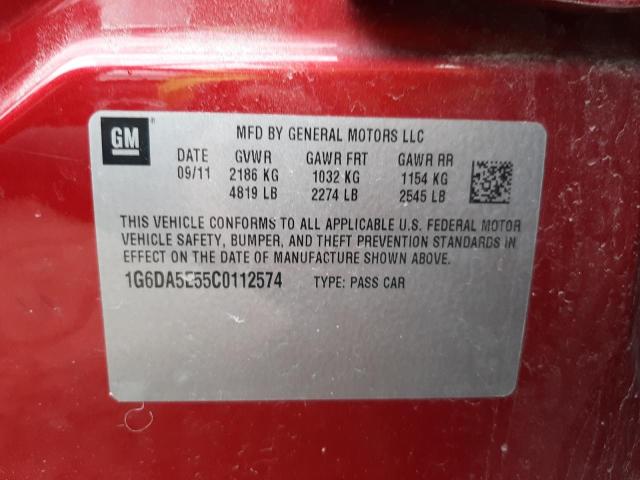 GM
MFD BY GENERAL MOTORS LLC
DATE GVWR GAWR FRT GAWR RR
09/11 2186 KG 1032 KG 1154 KG
4819 LB 2274 LB 2545 LB
THIS VEHICLE CONFORMS TO ALL APPLICABLE U.S. FEDERAL MOTOR
VEHICLE SAFETY, BUMPER, AND THEFT PREVENTION STANDARDS IN
EFFECT ON THE DATE OF MANUFACTURE SHOWN ABOVE.
1G6DA5E55C0112574 TYPE: PASS CAR